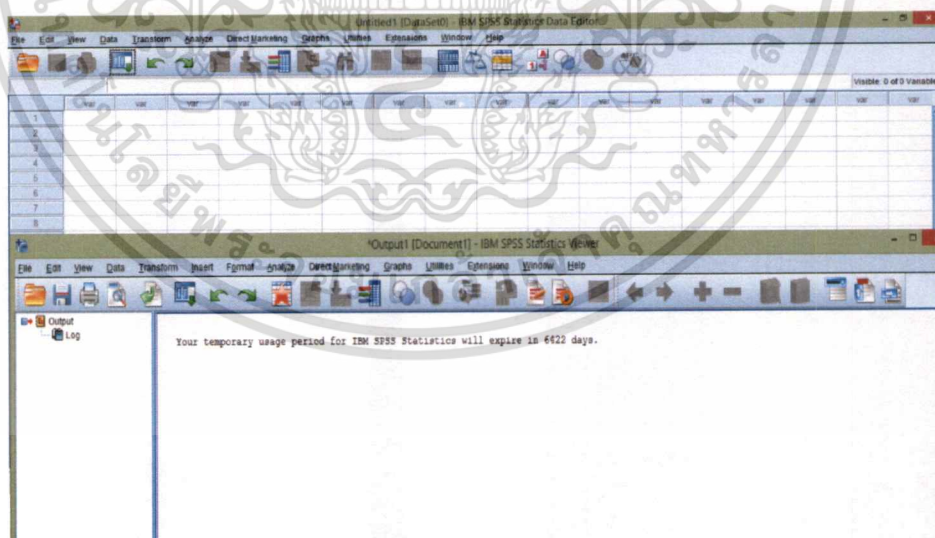 Untitled1 [DataSet0] - IBM SPSS Statistics Data Editor
File Edit View Data Transform Analyze Direct Marketing Graphs Utilities Extensions Window Help
Visible: 0 of 0 Variable
var var var var var var var var var var var var var var var var
1
2
3
4
5
6
7
8
*Output1 [Document1] - IBM SPSS Statistics Viewer
File Edit View Data Transform Insert Format Analyze Direct Marketing Graphs Utilities Extensions Window Help
Output
Log
Your temporary usage period for IBM SPSS Statistics will expire in 6422 days.